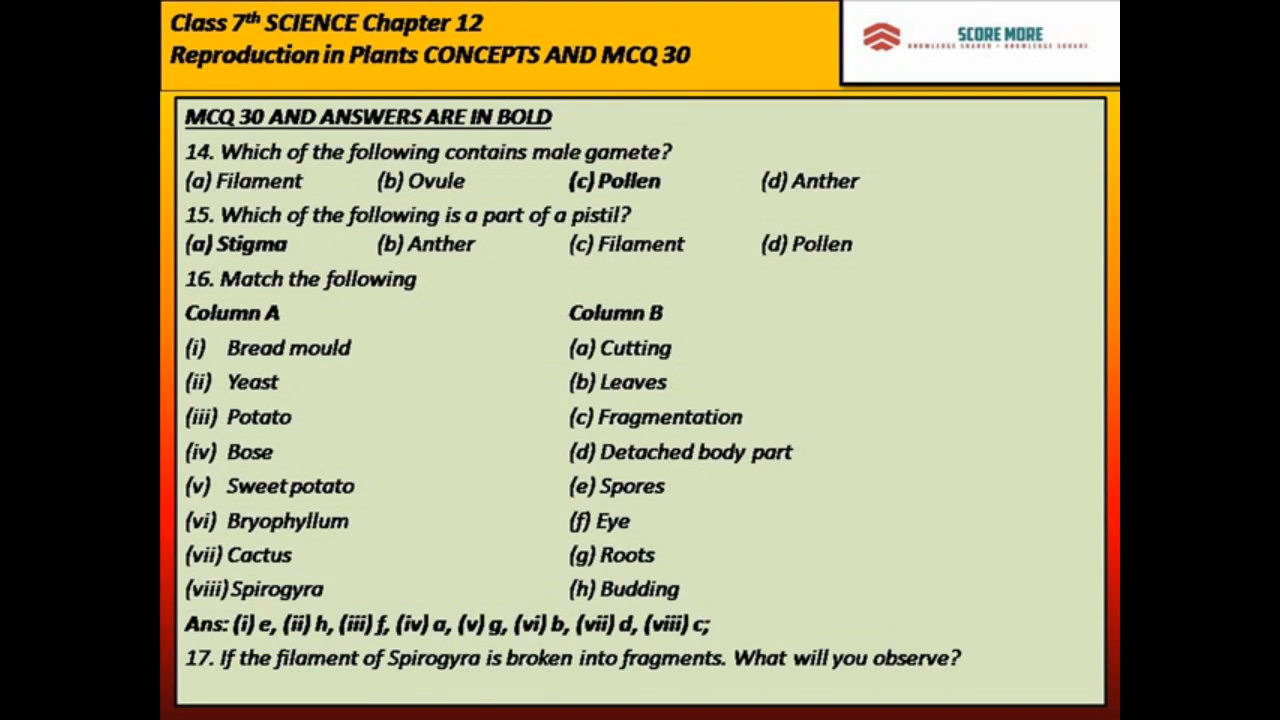 Class 7th SCIENCE Chapter 12
Reproduction in Plants CONCEPTS AND MCQ 30
SCORE MORE
KNOWLEDGE SHARED = KNOWLEDGE SQUARE
MCQ 30 AND ANSWERS ARE IN BOLD
14. Which of the following contains male gamete?
(a) Filament (b) Ovule (c) Pollen (d) Anther
15. Which of the following is a part of a pistil?
(a) Stigma (b) Anther (c) Filament (d) Pollen
16. Match the following
Column A Column B
(i) Bread mould (a) Cutting
(ii) Yeast (b) Leaves
(iii) Potato (c) Fragmentation
(iv) Bose (d) Detached body part
(v) Sweet potato (e) Spores
(vi) Bryophyllum (f) Eye
(vii) Cactus (g) Roots
(viii) Spirogyra (h) Budding
Ans: (i) e, (ii) h, (iii) f, (iv) a, (v) g, (vi) b, (vii) d, (viii) c;
17. If the filament of Spirogyra is broken into fragments. What will you observe?